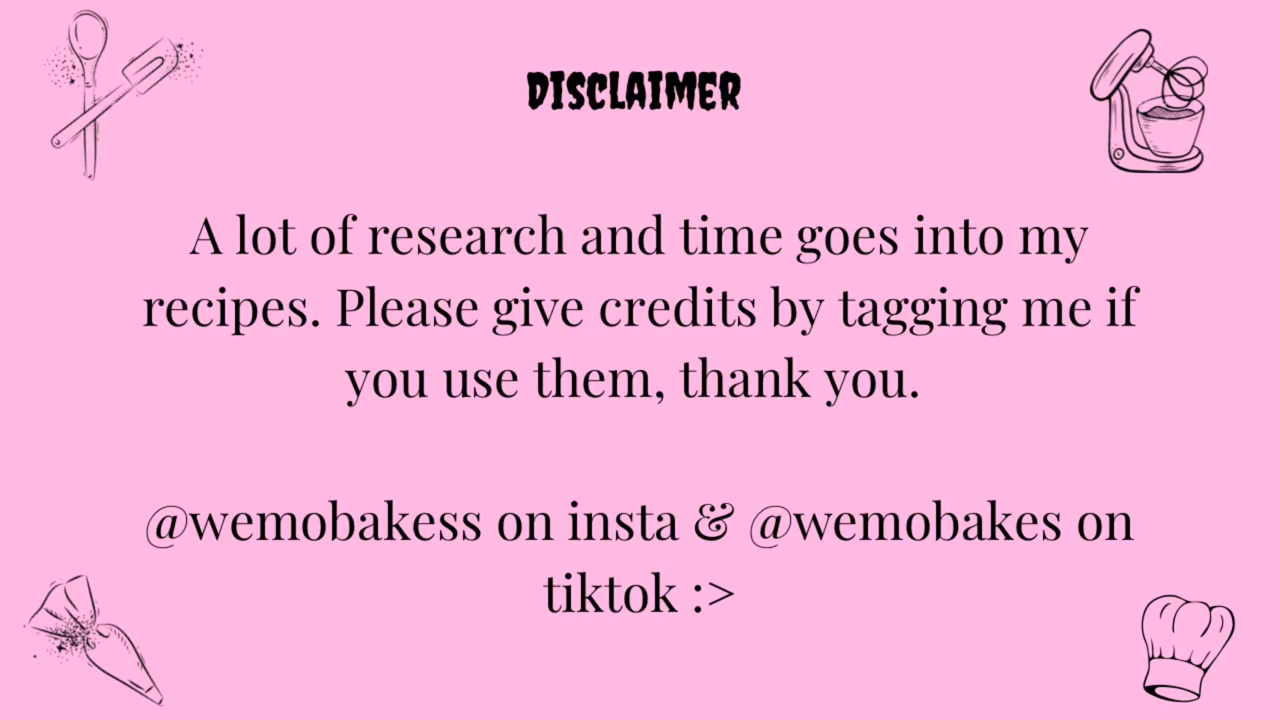 DISCLAIMER
A lot of research and time goes into my
recipes. Please give credits by tagging me if
you use them, thank you.
@wemobakess on insta & @wemobakes on
tiktok :>